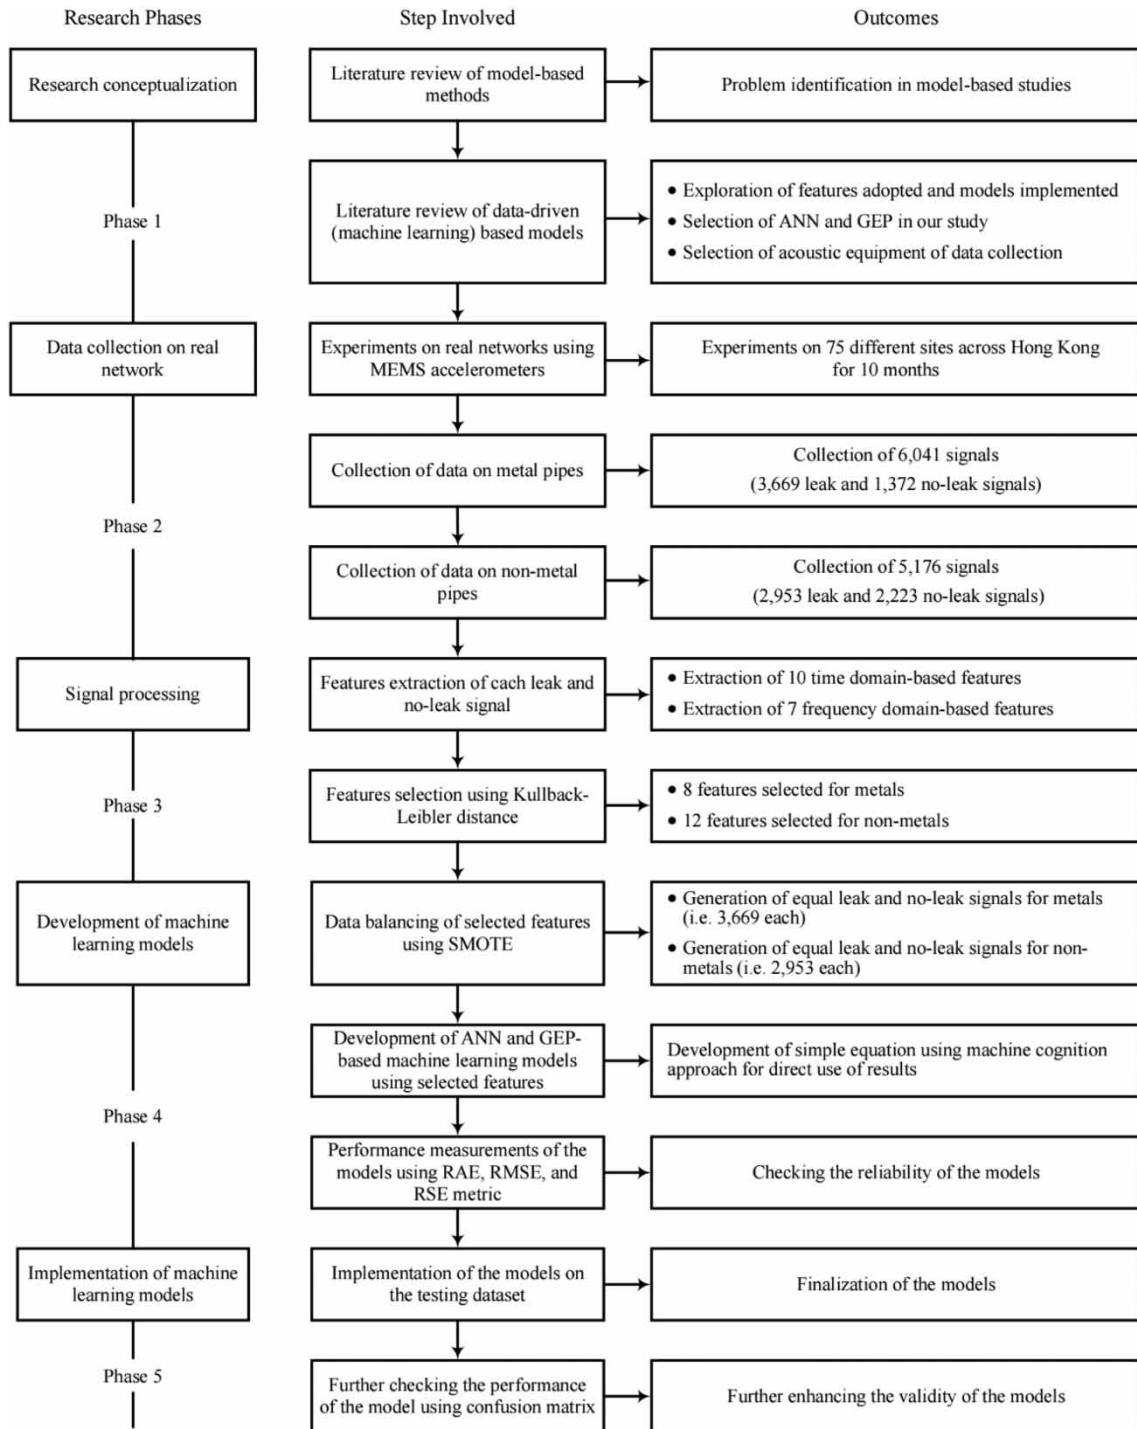 Research Phases
Step Involved
Outcomes
Research conceptualization
Literature review of model-based
methods
Problem identification in model-based studies
Phase 1
Literature review of data-driven
(machine learning) based models
• Exploration of features adopted and models implemented
• Selection of ANN and GEP in our study
• Selection of acoustic equipment of data collection
Data collection on real
network
Experiments on real networks using
MEMS accelerometers
Experiments on 75 different sites across Hong Kong
for 10 months
Collection of data on metal pipes
Collection of 6,041 signals
(3,669 leak and 1,372 no-leak signals)
Phase 2
Collection of data on non-metal
pipes
Collection of 5,176 signals
(2,953 leak and 2,223 no-leak signals)
Signal processing
Features extraction of cach leak and
no-leak signal
• Extraction of 10 time domain-based features
• Extraction of 7 frequency domain-based features
Phase 3
Features selection using Kullback-
Leibler distance
• 8 features selected for metals
• 12 features selected for non-metals
Development of machine
learning models
Data balancing of selected features
using SMOTE
• Generation of equal leak and no-leak signals for metals
(i.e. 3,669 each)
• Generation of equal leak and no-leak signals for non-
metals (i.e. 2,953 each)
Development of ANN and GEP-
based machine learning models
using selected features
Development of simple equation using machine cognition
approach for direct use of results
Phase 4
Performance measurements of the
models using RAE, RMSE, and
RSE metric
Checking the reliability of the models
Implementation of machine
learning models
Implementation of the models on
the testing dataset
Finalization of the models
Phase 5
Further checking the performance
of the model using confusion matrix
Further enhancing the validity of the models